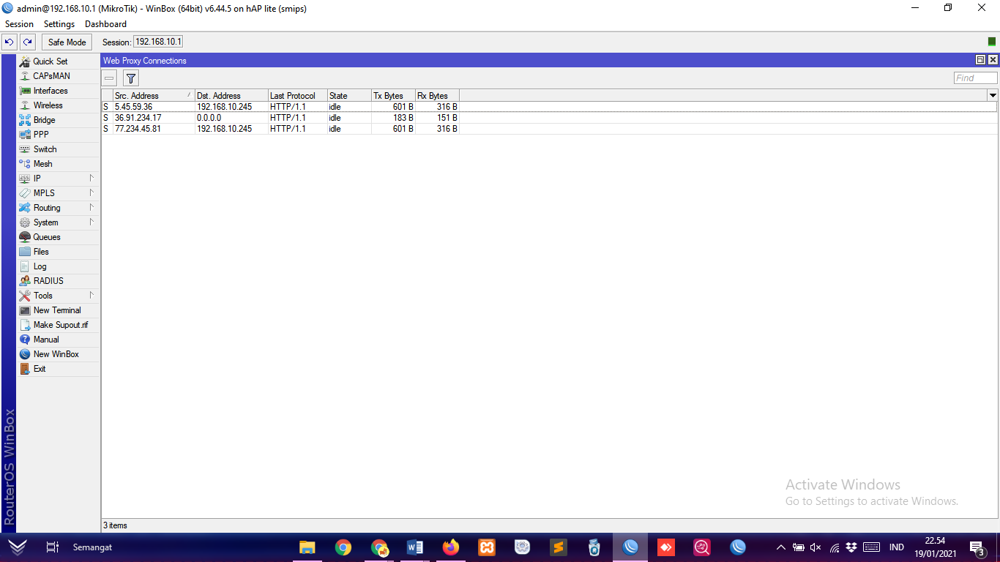 admin@192.168.10.1 (MikroTik) - WinBox (64bit) v6.44.5 on hAP lite (smips)
Session Settings Dashboard
Safe Mode Session: 192.168.10.1
Quick Set
CAPsMAN
Interfaces
Wireless
Bridge
PPP
Switch
Mesh
255 IP
MPLS
Routing
System
Queues
Files
Log
RADIUS
Tools
New Terminal
Make Supout.rif
Manual
New WinBox
Exit
RouterOS WinBox
Web Proxy Connections
Find
Src. Address / Dst. Address Last Protocol State Tx Bytes Rx Bytes
S 5.45.59.36 192.168.10.245 HTTP/1.1 idle 601 B 316 B
S 36.91.234.17 0.0.0.0 HTTP/1.1 idle 183 B 151 B
S 77.234.45.81 192.168.10.245 HTTP/1.1 idle 601 B 316 B
Activate Windows
Go to Settings to activate Windows.
3 items
Semangat
IND
22.54
19/01/2021
3